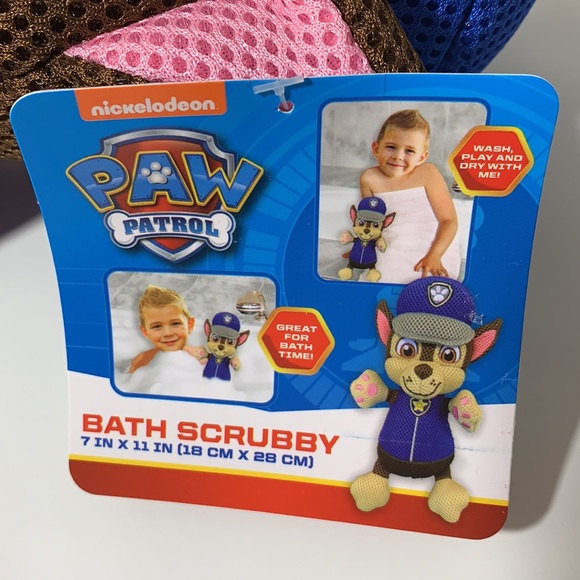 nickelodeon
PAW
PATROL
WASH,
PLAY AND
DRY WITH
ME!
GREAT
FOR
BATH
TIME!
BATH SCRUBBY
7 IN X 11 IN (18 CM X 28 CM)